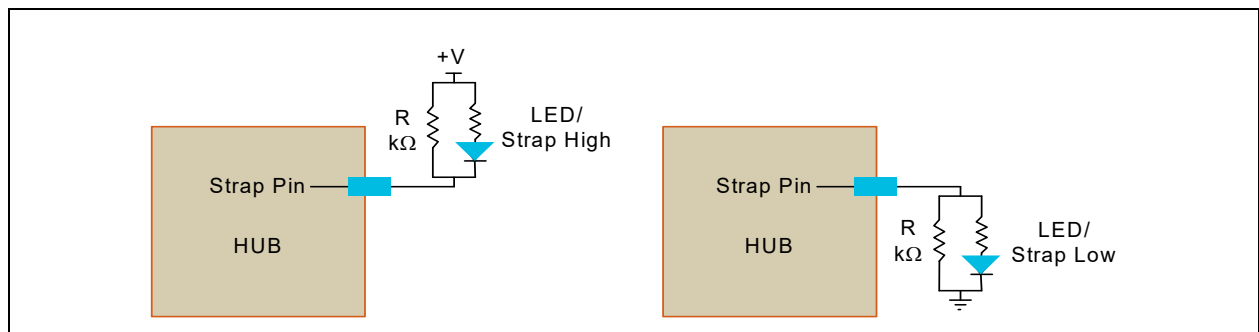 +V
R
kΩ
LED/
Strap High
Strap Pin
HUB
Strap Pin
HUB
R
kΩ
LED/
Strap Low